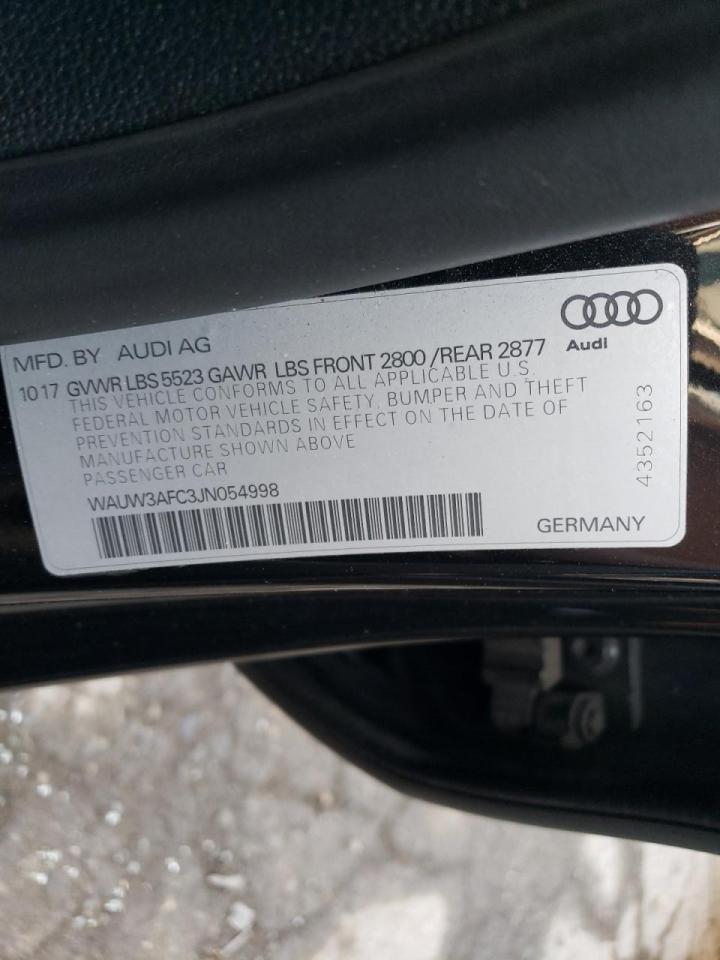 MFD. BY AUDI AG
Audi
1017 GVWR LBS 5523 GAWR LBS FRONT 2800 /REAR 2877
THIS VEHICLE CONFORMS TO ALL APPLICABLE U.S.
FEDERAL MOTOR VEHICLE SAFETY, BUMPER AND THEFT
PREVENTION STANDARDS IN EFFECT ON THE DATE OF
MANUFACTURE SHOWN ABOVE
PASSENGER CAR
WAUW3AFC3JN054998
GERMANY
4352163